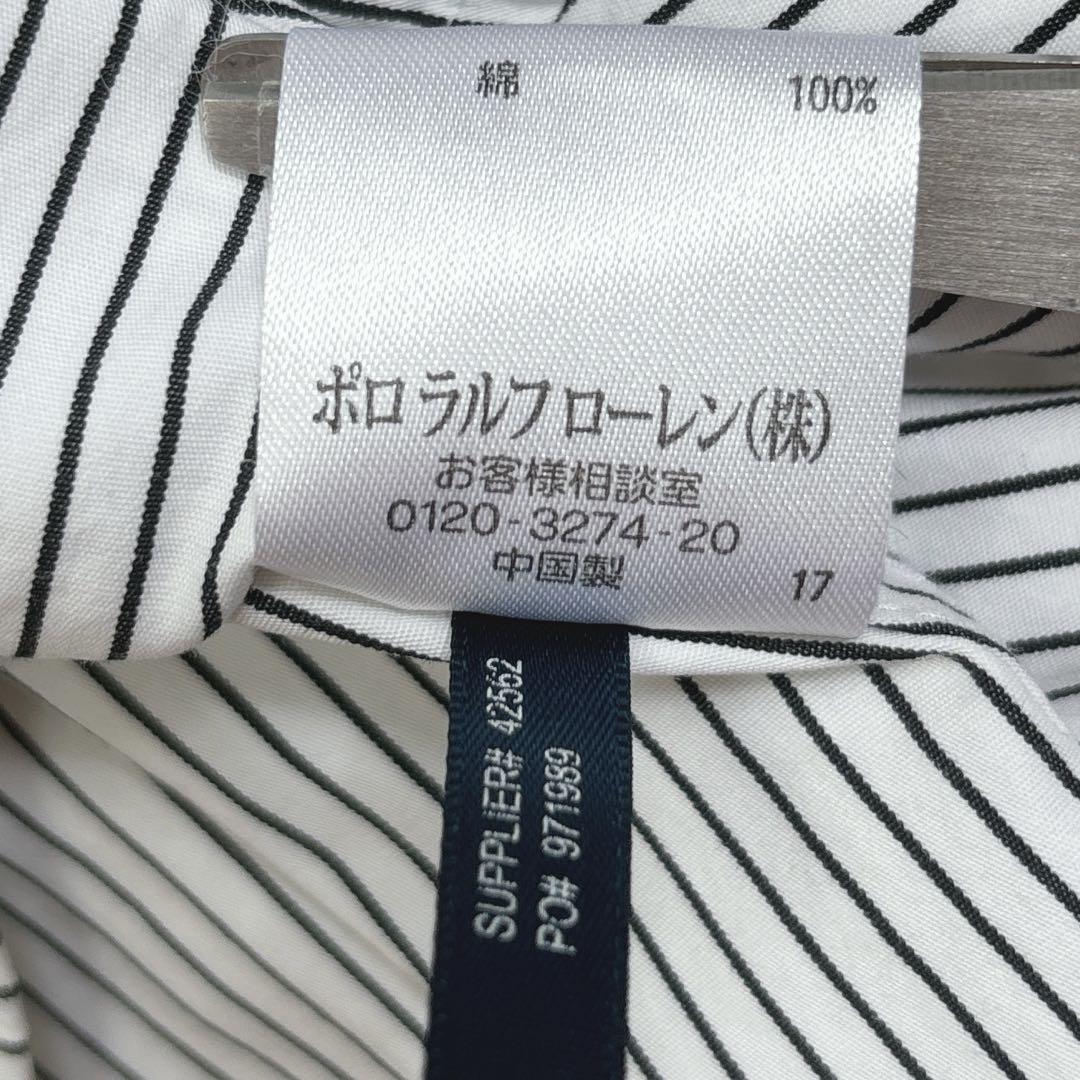 綿 100%
ポロ ラルフ ローレン(株)
お客様相談室
0120-3274-20
中国製 17
SUPPLIER# 42562
PO# 971989